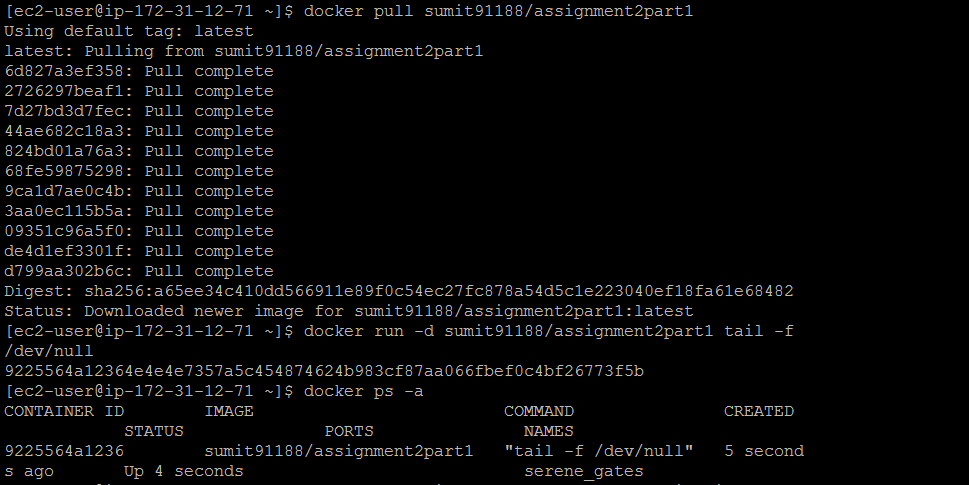 [ec2-user@ip-172-31-12-71 ~]$ docker pull sumit91188/assignment2part1
Using default tag: latest
latest: Pulling from sumit91188/assignment2part1
6d827a3ef358: Pull complete
2726297beaf1: Pull complete
7d27bd3d7fec: Pull complete
44ae682c18a3: Pull complete
824bd01a76a3: Pull complete
68fe59875298: Pull complete
9ca1d7ae0c4b: Pull complete
3aa0ec115b5a: Pull complete
09351c96a5f0: Pull complete
de4d1ef3301f: Pull complete
d799aa302b6c: Pull complete
Digest: sha256:a65ee34c410dd566911e89f0c54ec27fc878a54d5c1e223040ef18fa61e68482
Status: Downloaded newer image for sumit91188/assignment2part1:latest
[ec2-user@ip-172-31-12-71 ~]$ docker run -d sumit91188/assignment2part1 tail -f
/dev/null
9225564a12364e4e4e7357a5c454874624b983cf87aa066fbef0c4bf26773f5b
[ec2-user@ip-172-31-12-71 ~]$ docker ps -a
CONTAINER ID        IMAGE                         COMMAND               CREATED
            STATUS              PORTS               NAMES
9225564a1236        sumit91188/assignment2part1   "tail -f /dev/null"   5 second
s ago       Up 4 seconds                            serene_gates